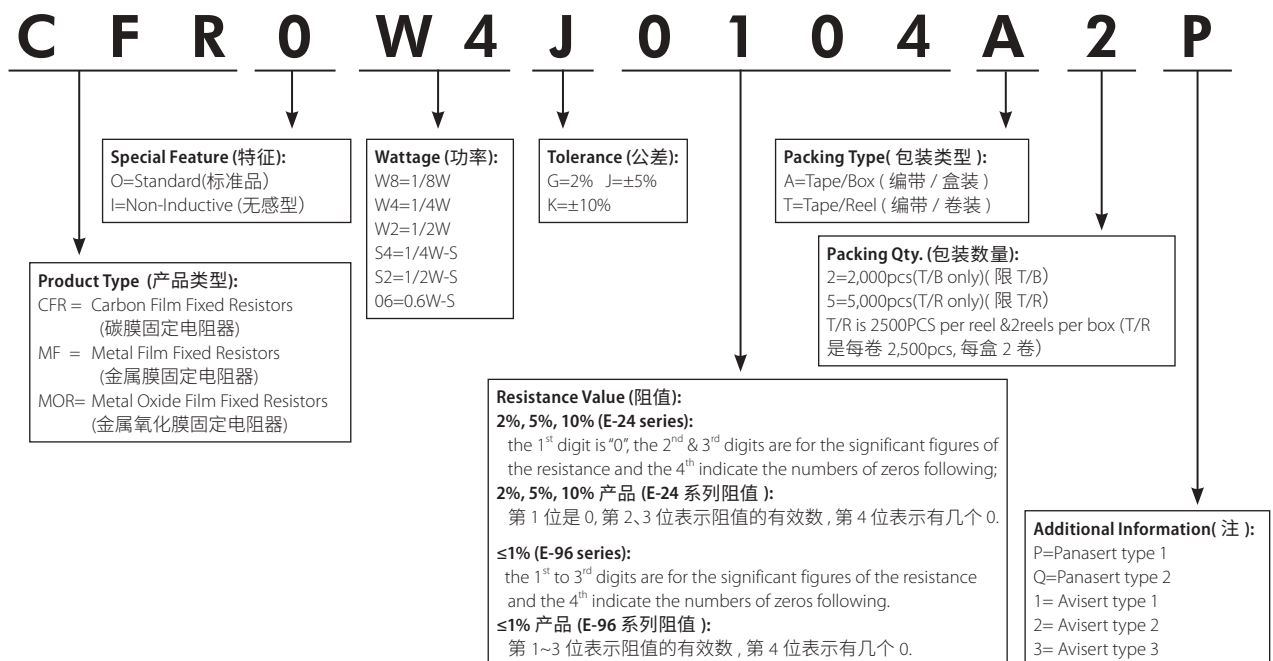 C F R 0 W 4 J 0 1 0 4 A 2 P
Special Feature (特征):
O=Standard(标准品)
I=Non-Inductive (无感型)
Wattage (功率):
W8=1/8W
W4=1/4W
W2=1/2W
S4=1/4W-S
S2=1/2W-S
06=0.6W-S
Tolerance (公差):
G=2% J=±5%
K=±10%
Packing Type( 包装类型 ):
A=Tape/Box ( 编带 / 盒装 )
T=Tape/Reel ( 编带 / 卷装 )
Packing Qty. (包装数量):
2=2,000pcs(T/B only)( 限 T/B)
5=5,000pcs(T/R only)( 限 T/R)
T/R is 2500PCS per reel &2reels per box (T/R
是每卷 2,500pcs, 每盒 2 卷)
Product Type (产品类型):
CFR = Carbon Film Fixed Resistors
(碳膜固定电阻器)
MF = Metal Film Fixed Resistors
(金属膜固定电阻器)
MOR= Metal Oxide Film Fixed Resistors
(金属氧化膜固定电阻器)
Resistance Value (阻值):
2%, 5%, 10% (E-24 series):
the 1st digit is "0", the 2nd & 3rd digits are for the significant figures of
the resistance and the 4th indicate the numbers of zeros following;
2%, 5%, 10% 产品 (E-24 系列阻值 ):
第 1 位是 0, 第 2、3 位表示阻值的有效数 , 第 4 位表示有几个 0.
≤1% (E-96 series):
the 1st to 3rd digits are for the significant figures of the resistance
and the 4th indicate the numbers of zeros following.
≤1% 产品 (E-96 系列阻值 ):
第 1~3 位表示阻值的有效数 , 第 4 位表示有几个 0.
Additional Information( 注 ):
P=Panasert type 1
Q=Panasert type 2
1= Avisert type 1
2= Avisert type 2
3= Avisert type 3